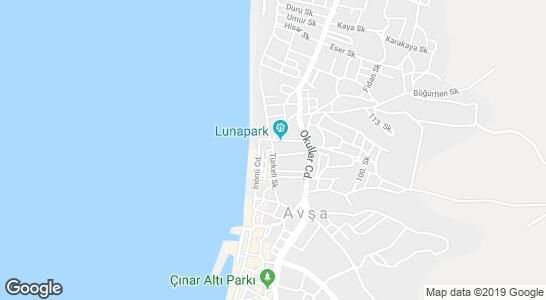 Duru Sk.
Umur Sk.
Hisar Sk.
Kaya Sk.
Karakaya Sk.
Eser Sk.
Fidan Sk.
Böğürtlen Sk.
113. Sk.
Lunapark
Okullar Cd.
İnönü Cd.
Türkeli Sk.
100. Sk.
Avşa
Çınar Altı Parkı
Google
Map data ©2019 Google